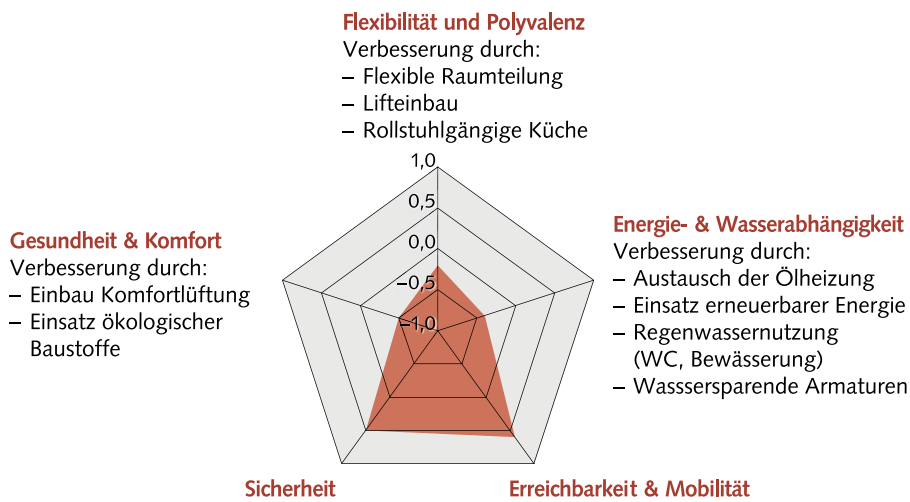 Flexibilität und Polyvalenz
Verbesserung durch:
– Flexible Raumteilung
– Lifteinbau
– Rollstuhlgängige Küche
1,0
0,5
0,0
–0,5
–1,0
Gesundheit & Komfort
Verbesserung durch:
– Einbau Komfortlüftung
– Einsatz ökologischer
Baustoffe
Energie- & Wasserabhängigkeit
Verbesserung durch:
– Austausch der Ölheizung
– Einsatz erneuerbarer Energie
– Regenwassernutzung
(WC, Bewässerung)
– Wasssersparende Armaturen
Sicherheit
Erreichbarkeit & Mobilität